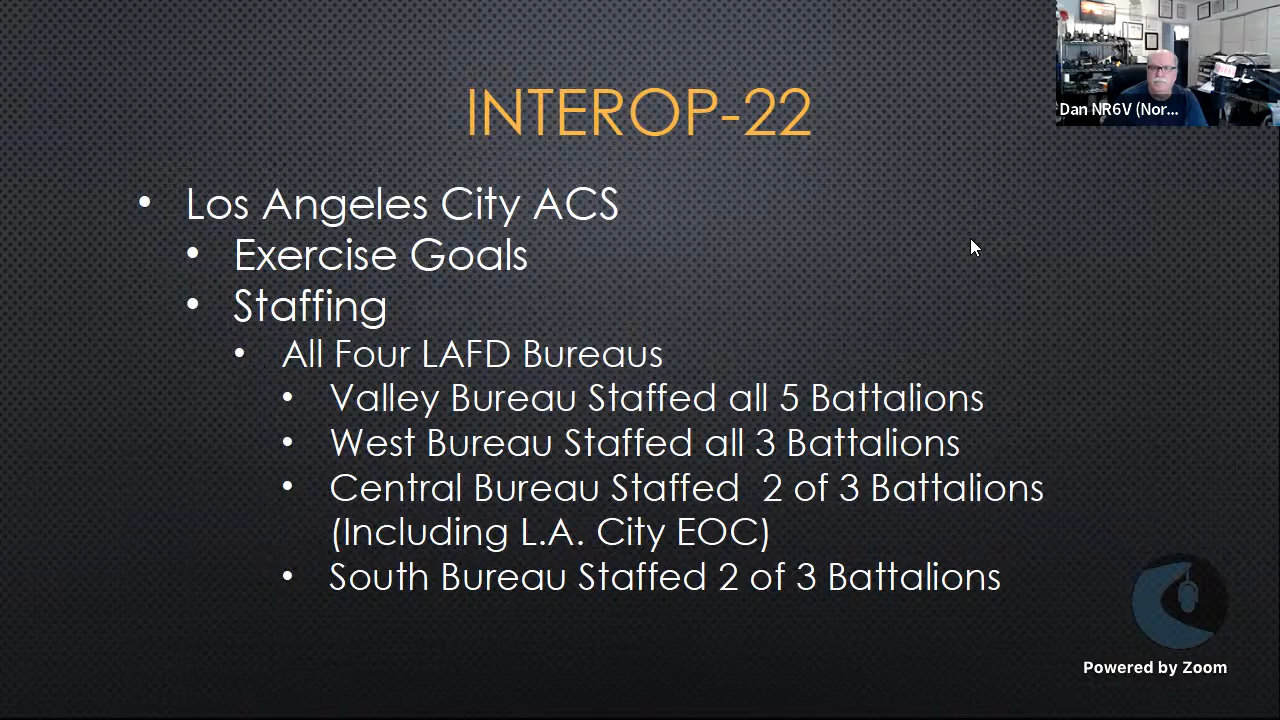 INTEROP-22
Dan NR6V (Nor...
• Los Angeles City ACS
• Exercise Goals
• Staffing
• All Four LAFD Bureaus
• Valley Bureau Staffed all 5 Battalions
• West Bureau Staffed all 3 Battalions
• Central Bureau Staffed 2 of 3 Battalions
(Including L.A. City EOC)
• South Bureau Staffed 2 of 3 Battalions
Powered by Zoom